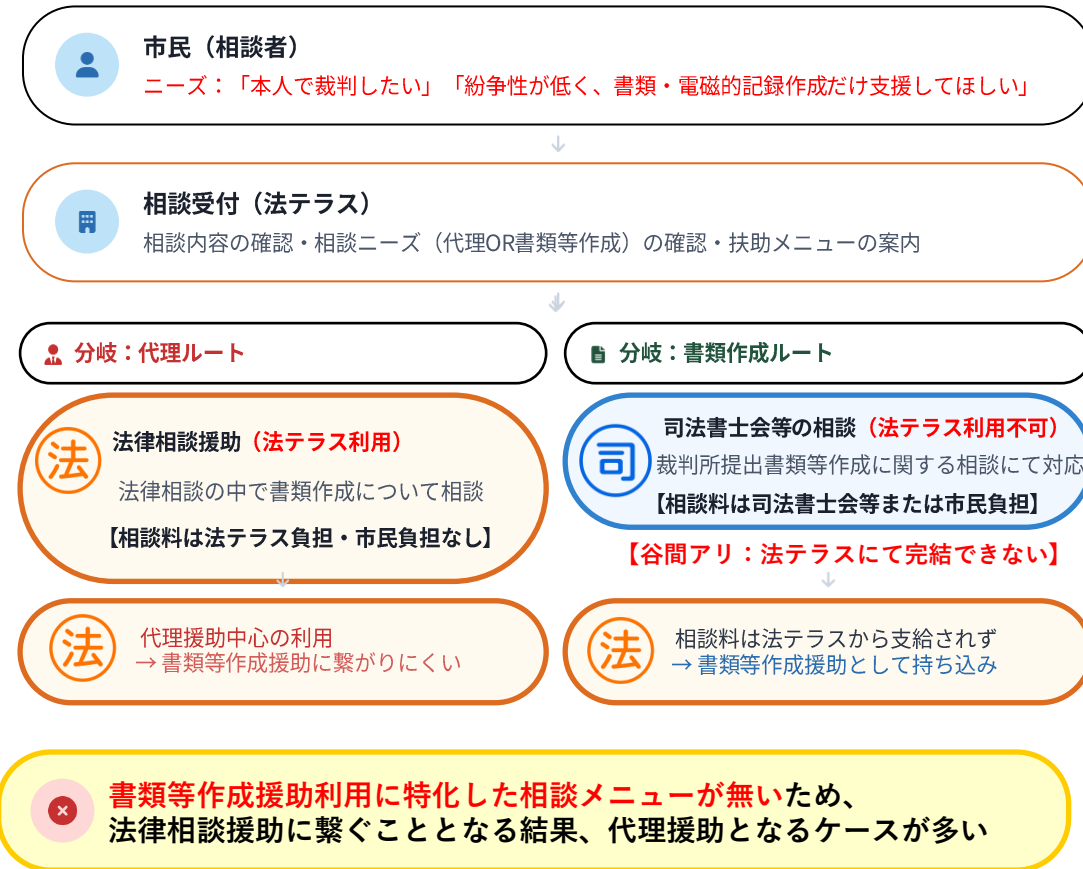 市民（相談者）
ニーズ：「本人で裁判したい」「紛争性が低く、書類・電磁的記録作成だけ支援してほしい」
相談受付（法テラス）
相談内容の確認・相談ニーズ（代理OR書類等作成）の確認・扶助メニューの案内
分岐：代理ルート
法
法律相談援助（法テラス利用）
法律相談の中で書類作成について相談
【相談料は法テラス負担・市民負担なし】
法
代理援助中心の利用
→ 書類等作成援助に繋がりにくい
分岐：書類作成ルート
司
司法書士会等の相談（法テラス利用不可）
裁判所提出書類等作成に関する相談にて対応
【相談料は司法書士会等または市民負担】
【谷間アリ：法テラスにて完結できない】
法
相談料は法テラスから支給されず
→ 書類等作成援助として持ち込み
書類等作成援助利用に特化した相談メニューが無いため、
法律相談援助に繋ぐこととなる結果、代理援助となるケースが多い